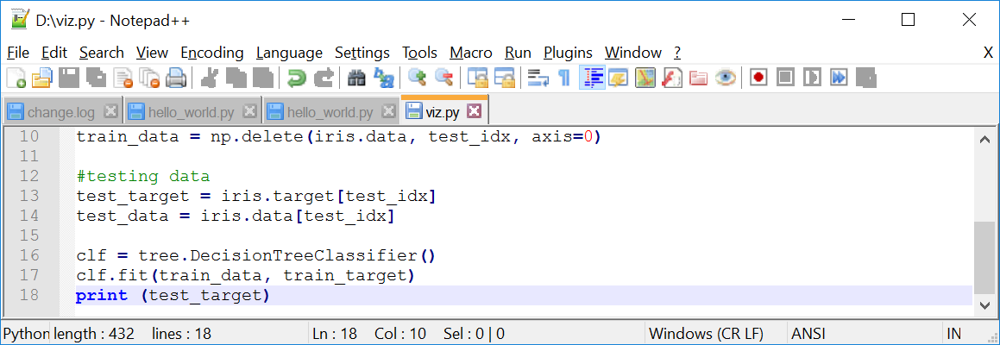 D:\viz.py - Notepad++
File Edit Search View Encoding Language Settings Tools Macro Run Plugins Window ? X
change.log hello_world.py hello_world.py viz.py
10 train_data = np.delete(iris.data, test_idx, axis=0)
11
12 #testing data
13 test_target = iris.target[test_idx]
14 test_data = iris.data[test_idx]
15
16 clf = tree.DecisionTreeClassifier()
17 clf.fit(train_data, train_target)
18 print (test_target)
Python length : 432 lines : 18 Ln : 18 Col : 10 Sel : 0 | 0 Windows (CR LF) ANSI IN